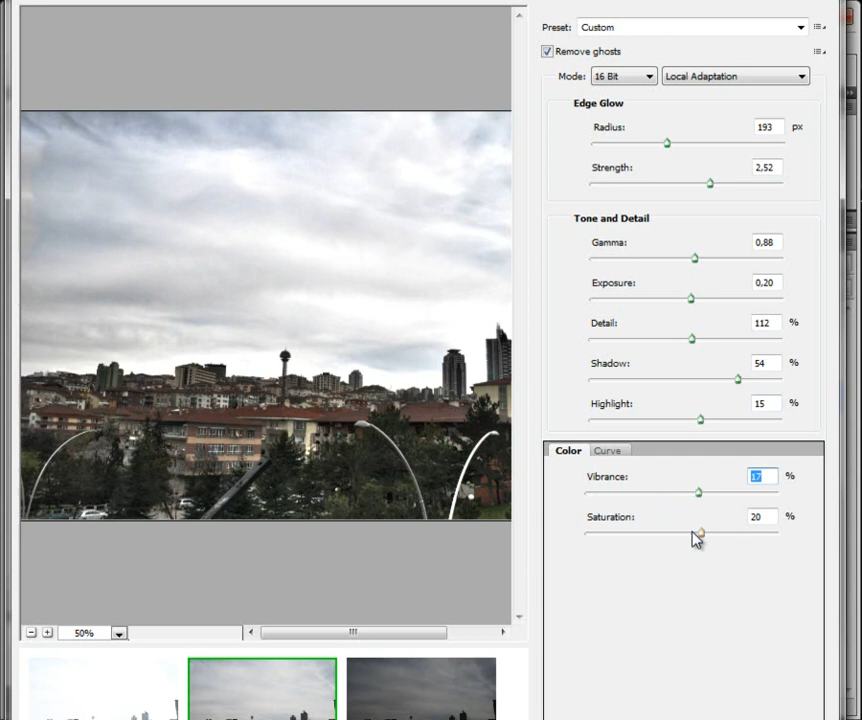 Preset: Custom
Remove ghosts
Mode: 16 Bit Local Adaptation
Edge Glow
Radius: 193 px
Strength: 2,52
Tone and Detail
Gamma: 0,88
Exposure: 0,20
Detail: 112 %
Shadow: 54 %
Highlight: 15 %
Color Curve
Vibrance: 17 %
Saturation: 20 %
50%